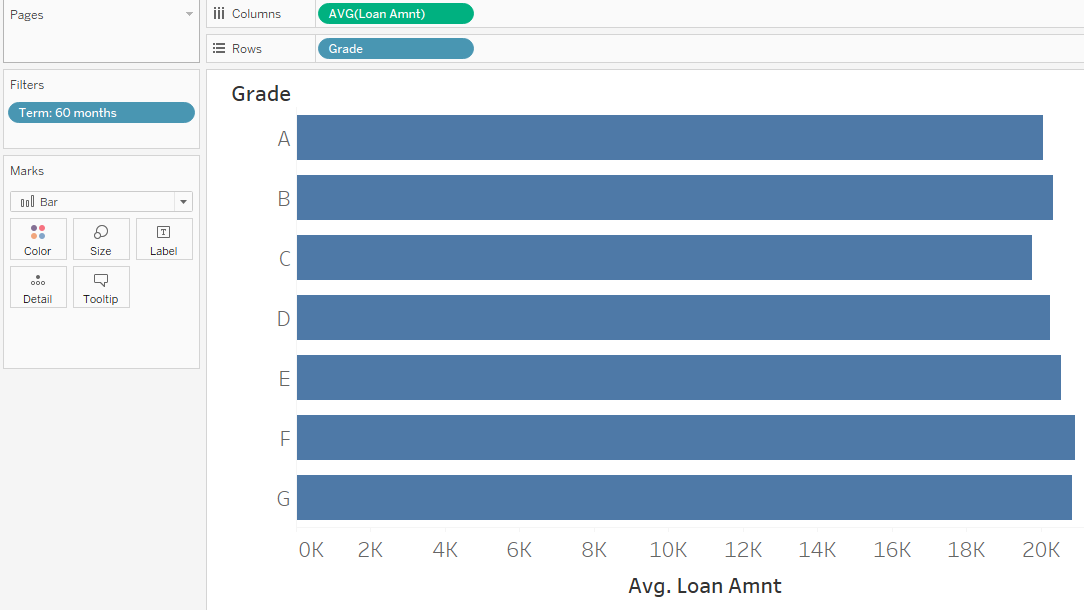 Pages
Columns
AVG(Loan Amnt)
Rows
Grade
Filters
Term: 60 months
Marks
Bar
Color
Size
T
Label
Detail
Tooltip
Grade
A
B
C
D
E
F
G
0K 2K 4K 6K 8K 10K 12K 14K 16K 18K 20K
Avg. Loan Amnt